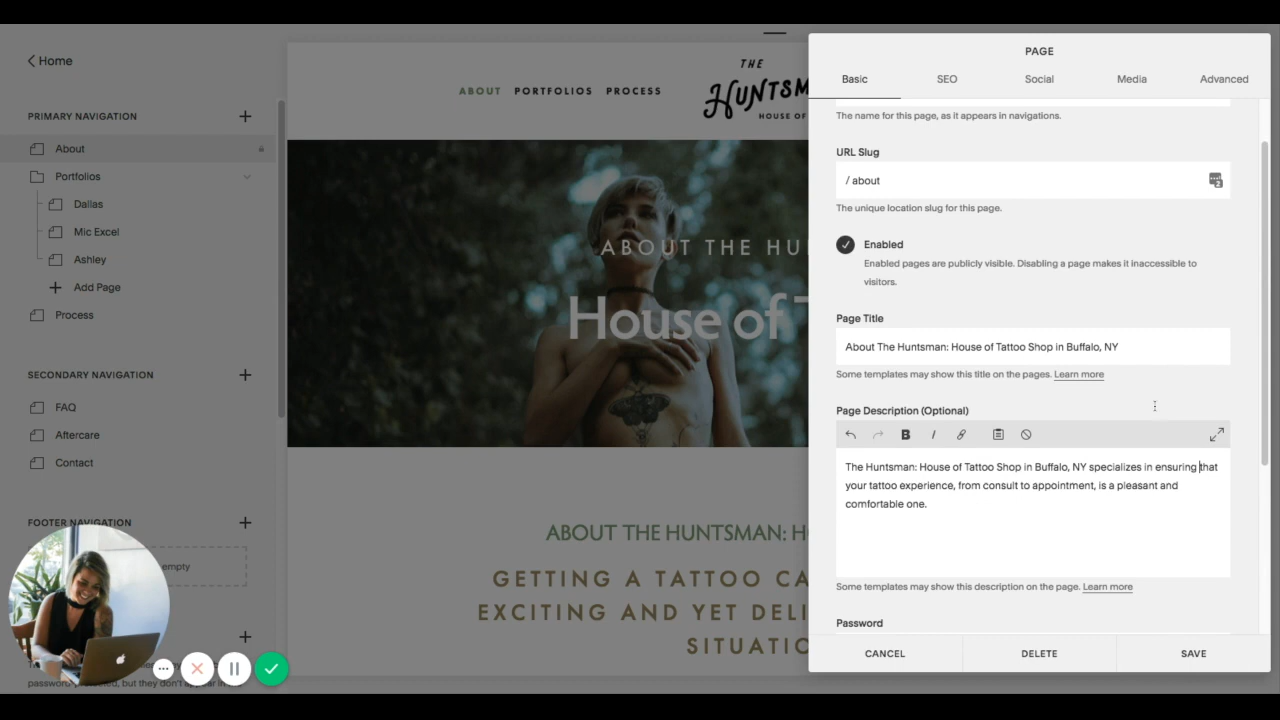 Home
PRIMARY NAVIGATION
About
Portfolios
Dallas
Mic Excel
Ashley
Add Page
Process
SECONDARY NAVIGATION
FAQ
Aftercare
Contact
FOOTER NAVIGATION
empty
ABOUT PORTFOLIOS PROCESS
THE
HUNTSM
HOUSE OF
ABOUT THE HU
House of T
ABOUT THE HUNTSMAN: H
GETTING A TATTOO CA
EXCITING AND YET DELI
SITUATIO
PAGE
Basic SEO Social Media Advanced
The name for this page, as it appears in navigations.
URL Slug
/ about
The unique location slug for this page.
Enabled
Enabled pages are publicly visible. Disabling a page makes it inaccessible to
visitors.
Page Title
About The Huntsman: House of Tattoo Shop in Buffalo, NY
Some templates may show this title on the pages. Learn more
Page Description (Optional)
B I
The Huntsman: House of Tattoo Shop in Buffalo, NY specializes in ensuring that
your tattoo experience, from consult to appointment, is a pleasant and
comfortable one.
Some templates may show this description on the page. Learn more
Password
CANCEL DELETE SAVE